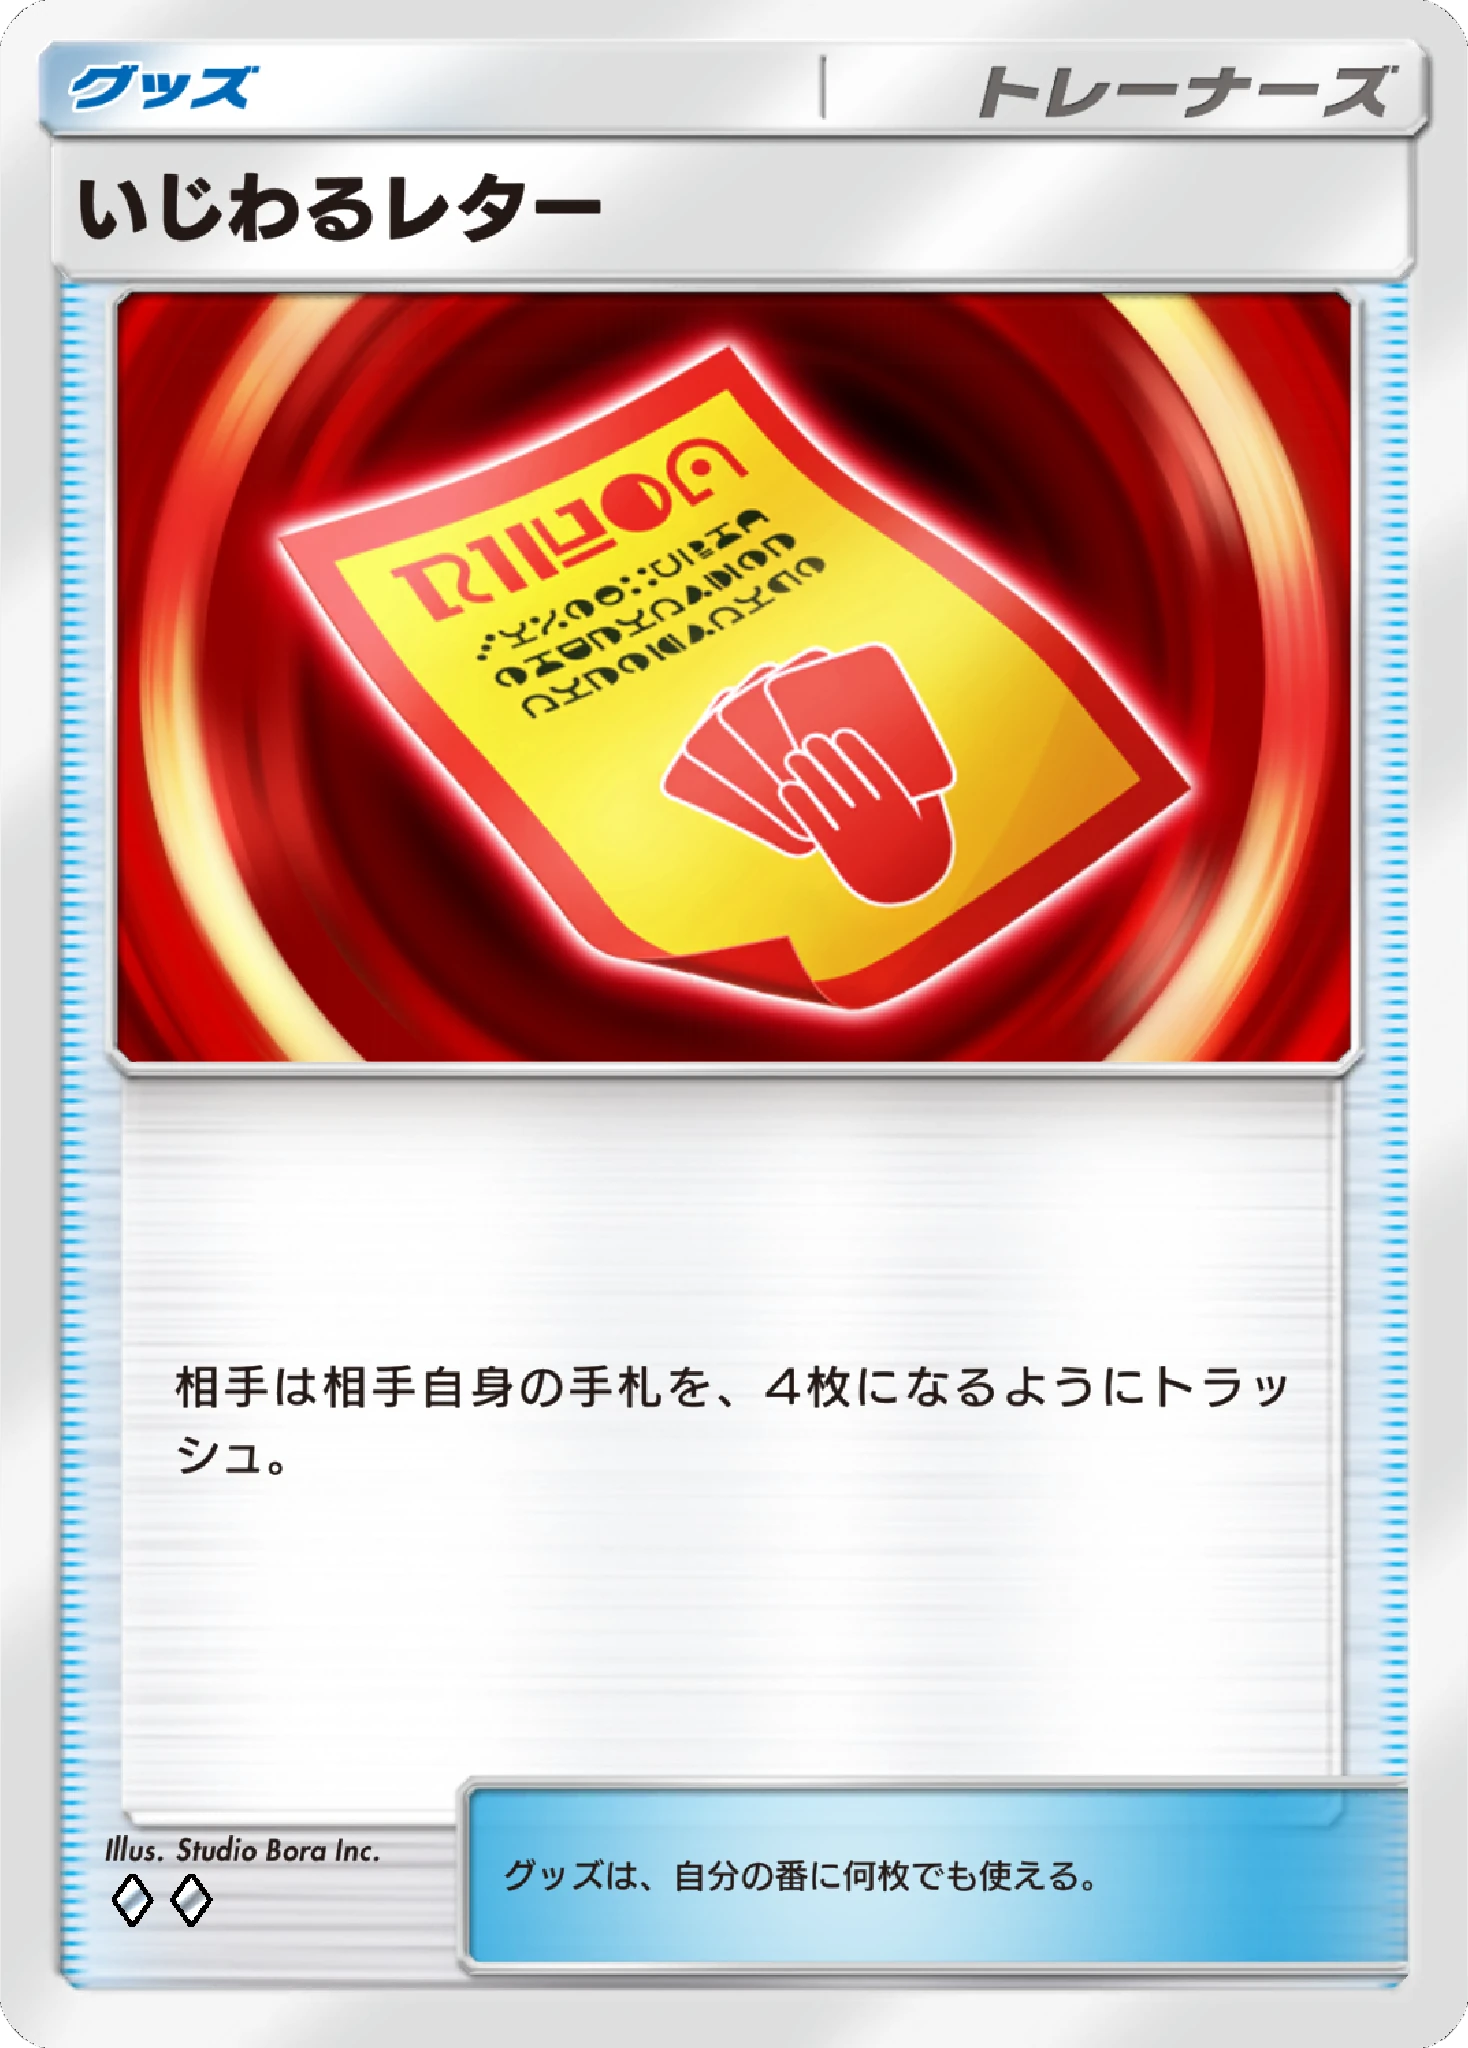 グッズ
トレーナーズ
いじわるレター
相手は相手自身の手札を、4枚になるようにトラッ
シュ。
Illus. Studio Bora Inc.
グッズは、自分の番に何枚でも使える。